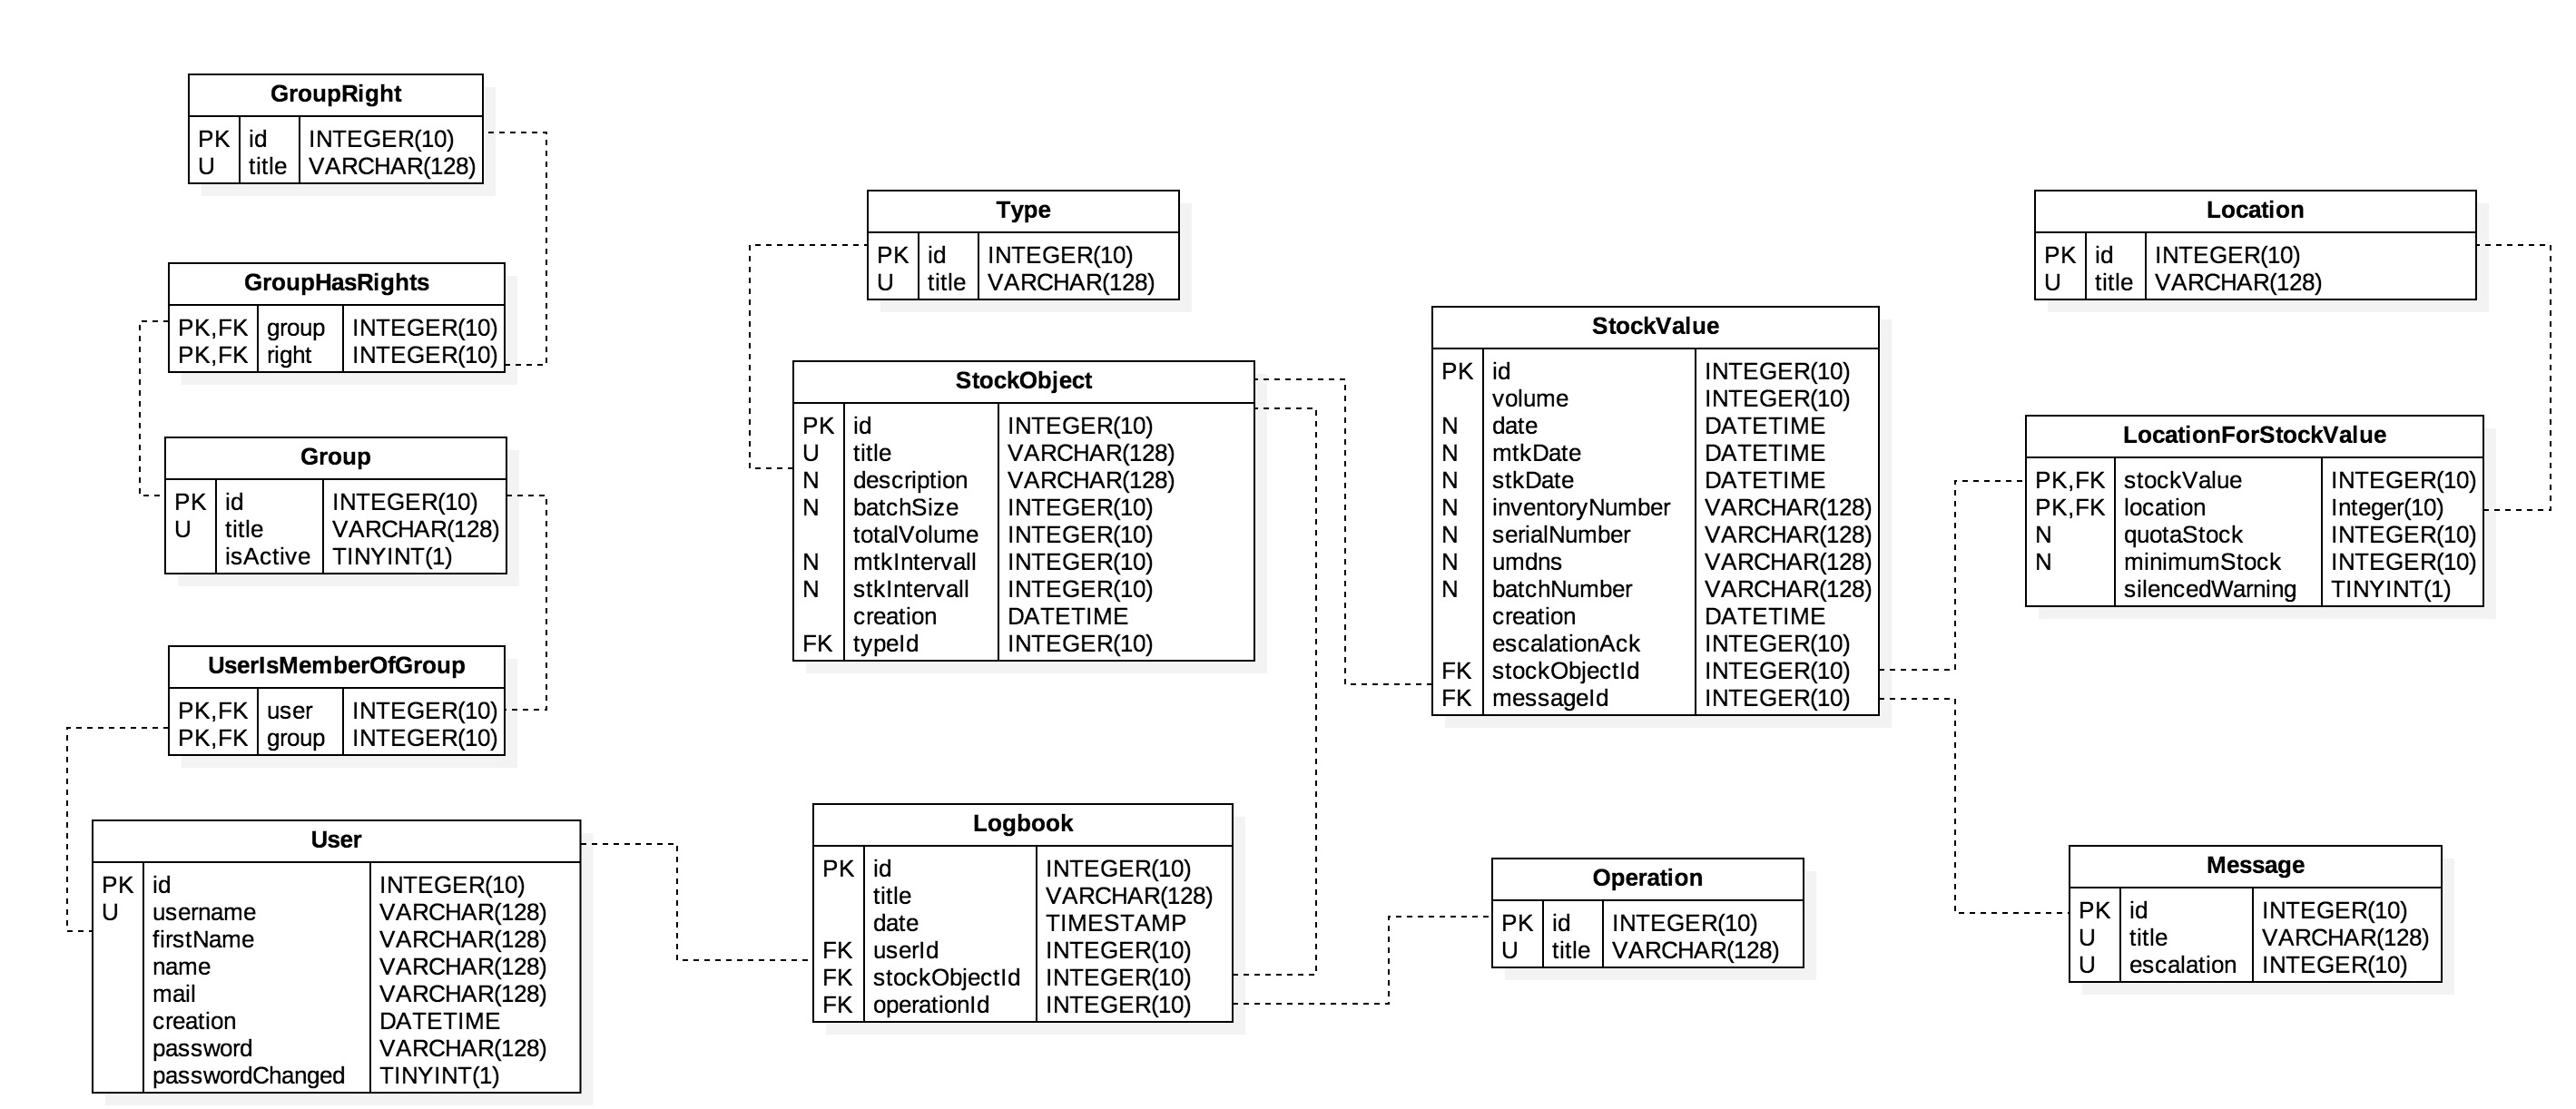 GroupRight
PK id INTEGER(10)
U title VARCHAR(128)
GroupHasRights
PK,FK group INTEGER(10)
PK,FK right INTEGER(10)
Group
PK id INTEGER(10)
U title VARCHAR(128)
isActive TINYINT(1)
UserIsMemberOfGroup
PK,FK user INTEGER(10)
PK,FK group INTEGER(10)
User
PK id INTEGER(10)
U username VARCHAR(128)
firstName VARCHAR(128)
name VARCHAR(128)
mail VARCHAR(128)
creation DATETIME
password VARCHAR(128)
passwordChanged TINYINT(1)
Type
PK id INTEGER(10)
U title VARCHAR(128)
StockObject
PK id INTEGER(10)
U title VARCHAR(128)
N description VARCHAR(128)
N batchSize INTEGER(10)
totalVolume INTEGER(10)
N mtkIntervall INTEGER(10)
N stkIntervall INTEGER(10)
creation DATETIME
FK typeId INTEGER(10)
Logbook
PK id INTEGER(10)
title VARCHAR(128)
date TIMESTAMP
FK userId INTEGER(10)
FK stockObjectId INTEGER(10)
FK operationId INTEGER(10)
StockValue
PK id INTEGER(10)
volume INTEGER(10)
N date DATETIME
N mtkDate DATETIME
N stkDate DATETIME
N inventoryNumber VARCHAR(128)
N serialNumber VARCHAR(128)
N umdns VARCHAR(128)
N batchNumber VARCHAR(128)
creation DATETIME
escalationAck INTEGER(10)
FK stockObjectId INTEGER(10)
FK messageId INTEGER(10)
Operation
PK id INTEGER(10)
U title VARCHAR(128)
Location
PK id INTEGER(10)
U title VARCHAR(128)
LocationForStockValue
PK,FK stockValue INTEGER(10)
PK,FK location Integer(10)
N quotaStock INTEGER(10)
N minimumStock INTEGER(10)
silencedWarning TINYINT(1)
Message
PK id INTEGER(10)
U title VARCHAR(128)
U escalation INTEGER(10)